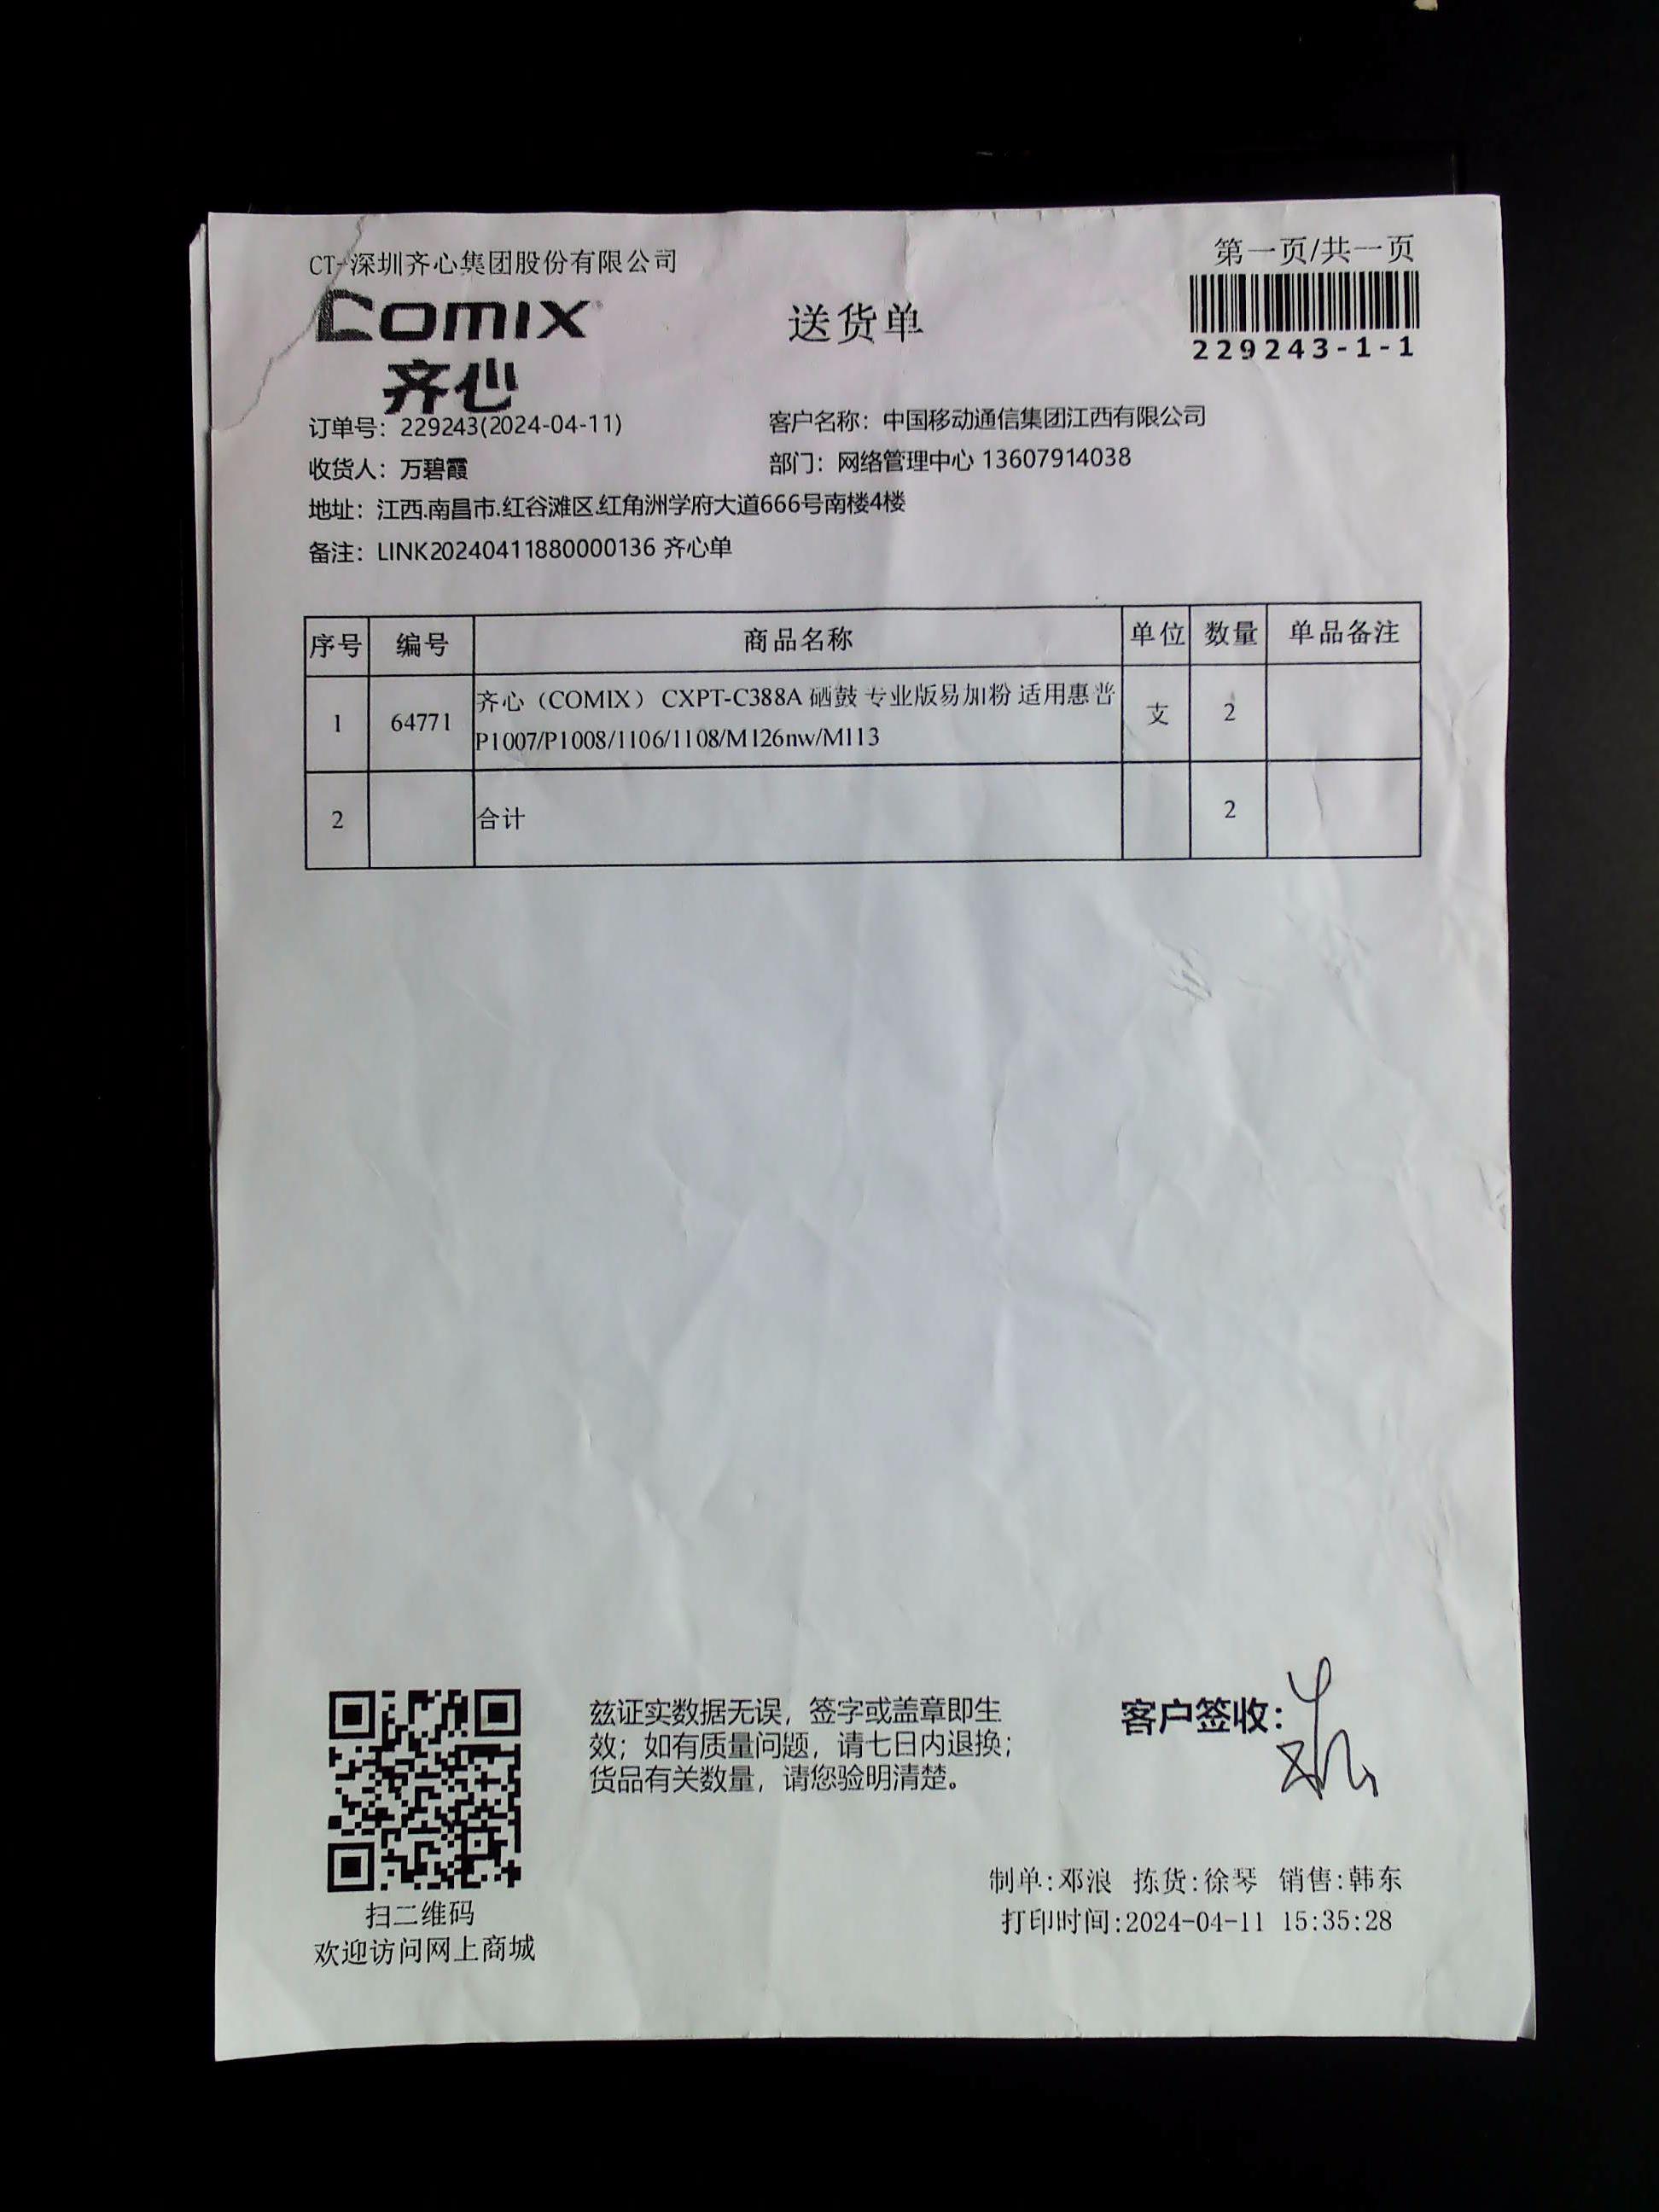 CT-深圳齐心集团股份有限公司
第一页/共一页
COMIX
齐心
送货单
229243-1-1
订单号：229243(2024-04-11)
客户名称：中国移动通信集团江西有限公司
收货人：万碧霞
部门：网络管理中心 13607914038
地址：江西.南昌市.红谷滩区.红角洲学府大道666号南楼4楼
备注：LINK20240411880000136 齐心单
序号 编号 商品名称 单位 数量 单品备注
1 64771 齐心（COMIX） CXPT-C388A 硒鼓 专业版易加粉 适用惠普
P1007/P1008/1106/1108/M126nw/M113 支 2
2 合计 2
兹证实数据无误，签字或盖章即生
效；如有质量问题，请七日内退换；
货品有关数量，请您验明清楚。
客户签收：
制单:邓浪 拣货:徐琴 销售:韩东
打印时间:2024-04-11 15:35:28
扫二维码
欢迎访问网上商城